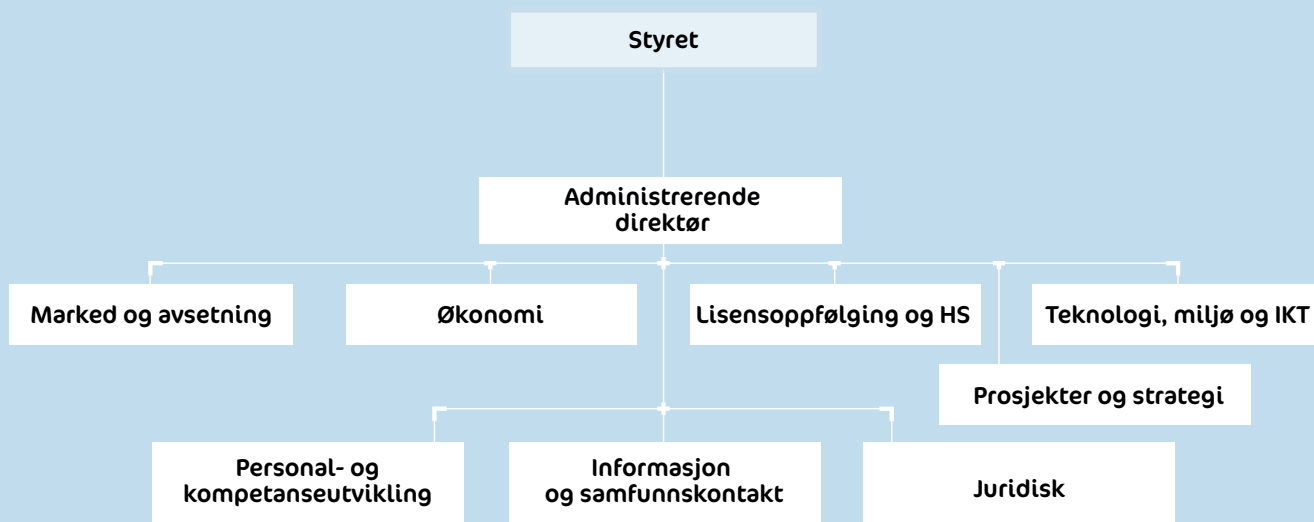 Styret
Administrerende
direktør
Marked og avsetning
Økonomi
Lisensoppfølging og HS
Teknologi, miljø og IKT
Prosjekter og strategi
Personal- og
kompetanseutvikling
Informasjon
og samfunnskontakt
Juridisk